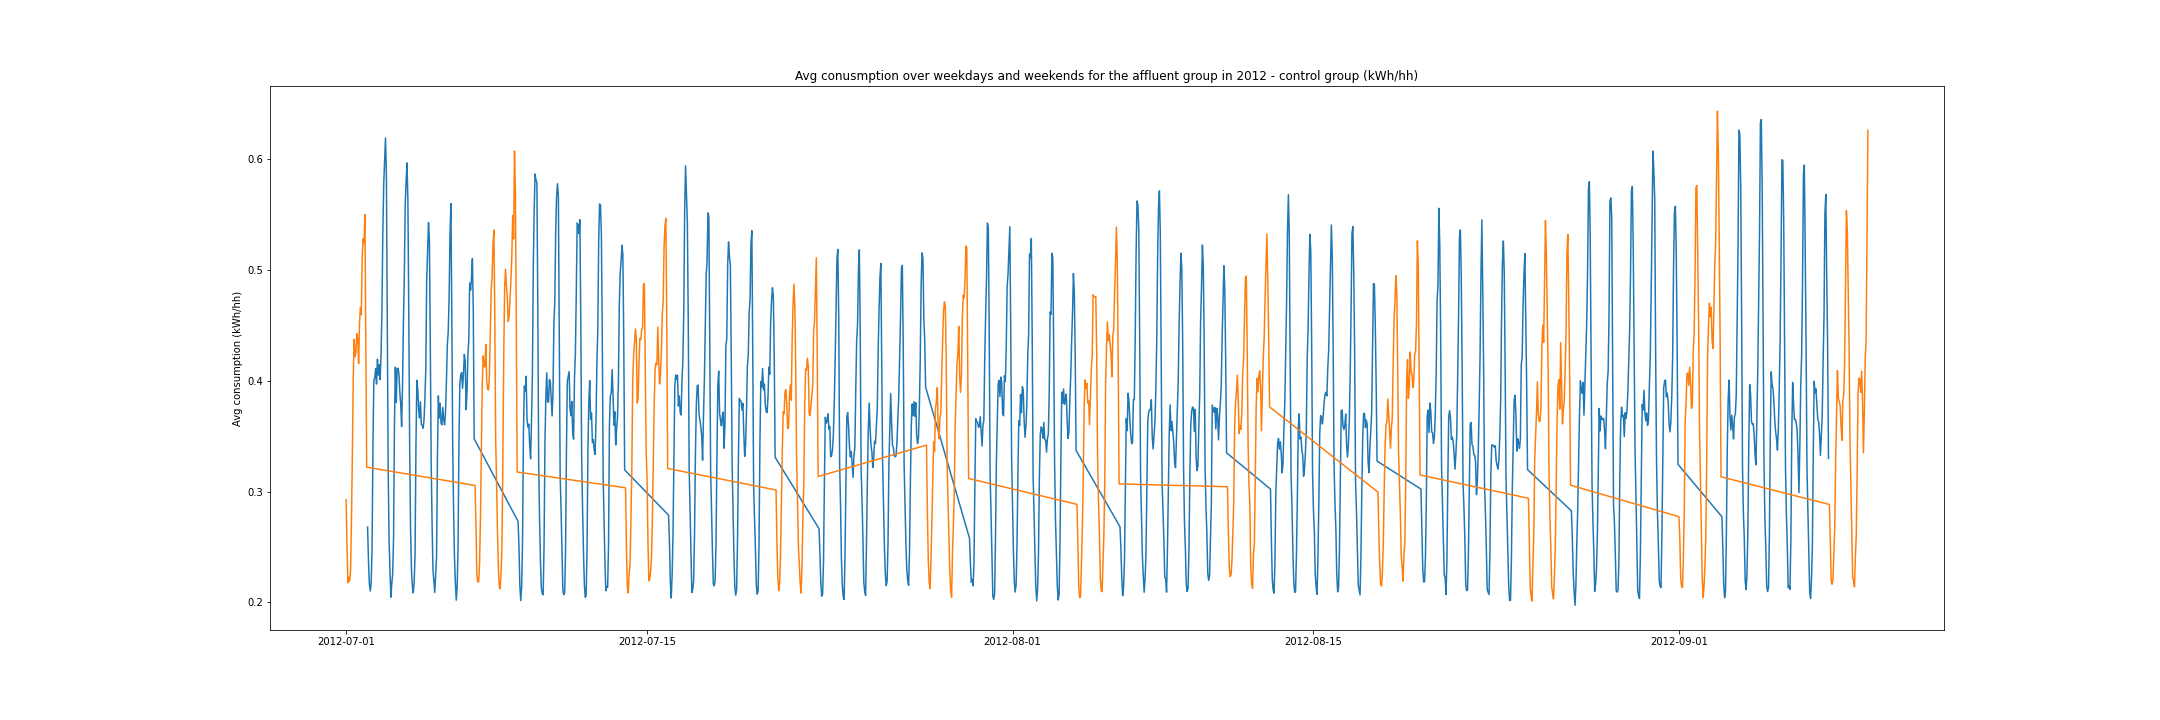 Avg conusmption over weekdays and weekends for the affluent group in 2012 - control group (kWh/hh)
Avg consumption (kWh/hh)
0.6
0.5
0.4
0.3
0.2
2012-07-01 2012-07-15 2012-08-01 2012-08-15 2012-09-01